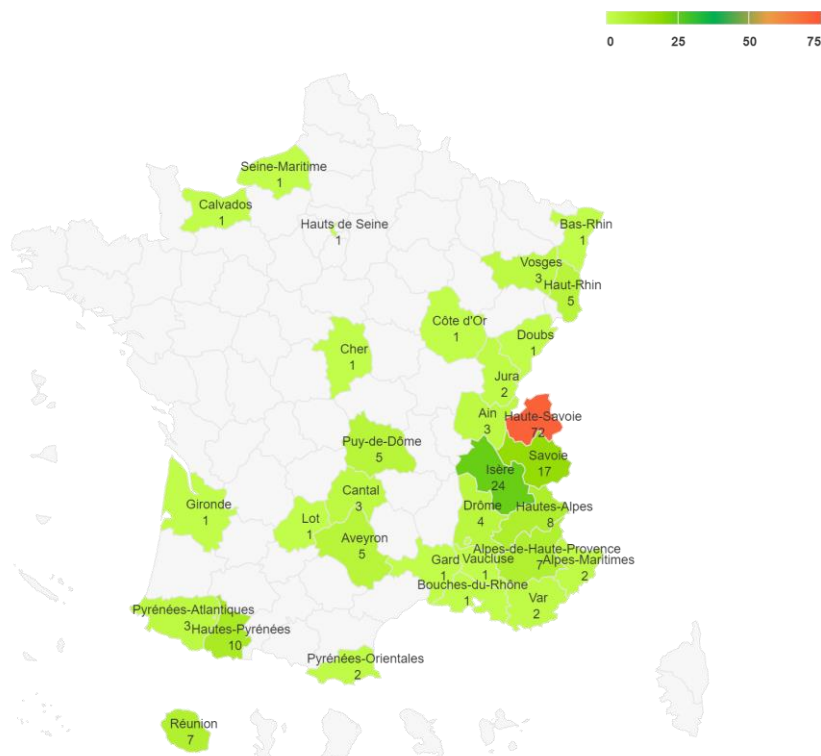 0 25 50 75
Seine-Maritime
1
Calvados
1
Hauts de Seine
1
Bas-Rhin
1
Vosges
3
Haut-Rhin
5
Côte d'Or
1
Doubs
1
Cher
1
Jura
2
Ain
3
Haute-Savoie
72
Puy-de-Dôme
5
Savoie
17
Isère
24
Cantal
3
Gironde
1
Lot
1
Drôme
4
Hautes-Alpes
8
Aveyron
5
Alpes-de-Haute-Provence
7
Gard
1
Vaucluse
1
Alpes-Maritimes
2
Bouches-du-Rhône
1
Var
2
Pyrénées-Atlantiques
3
Hautes-Pyrénées
10
Pyrénées-Orientales
2
Réunion
7